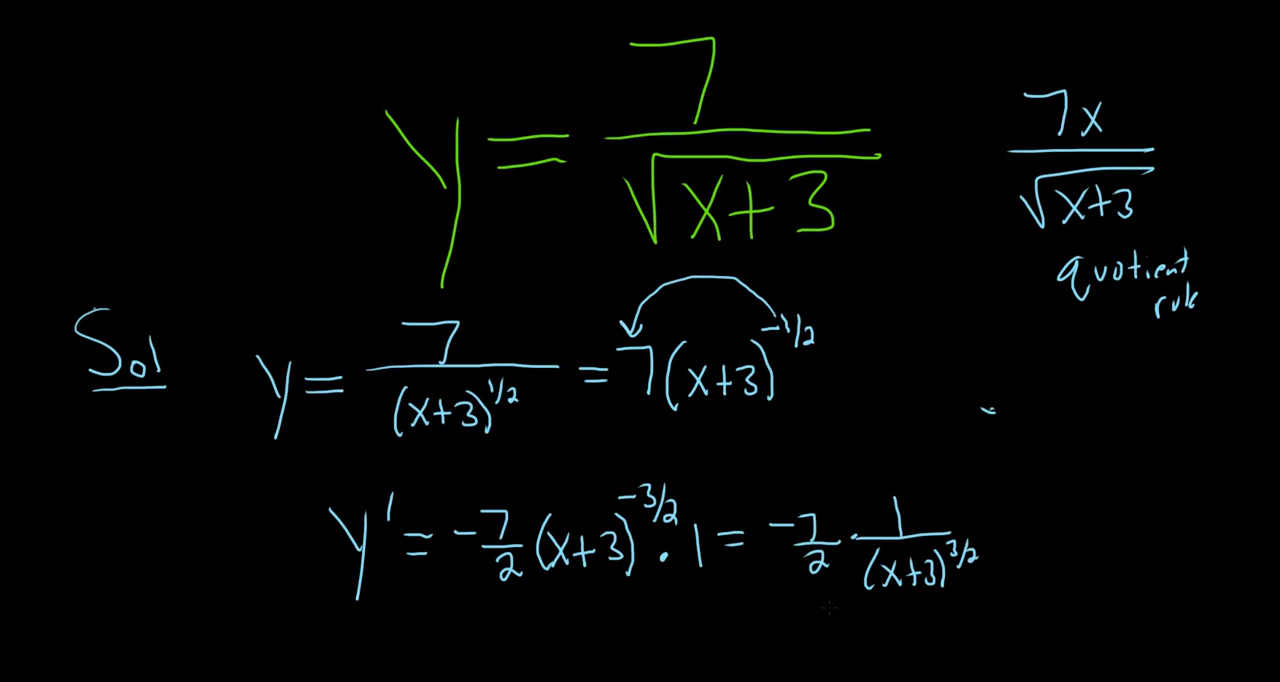 y = 7/√(x+3)
7x/√(x+3)
quotient
rule
Sol y = 7/(x+3)^(1/2) = 7(x+3)^(-1/2)
y' = -7/2 (x+3)^(-3/2) · 1 = -7/2 · 1/(x+3)^(3/2)